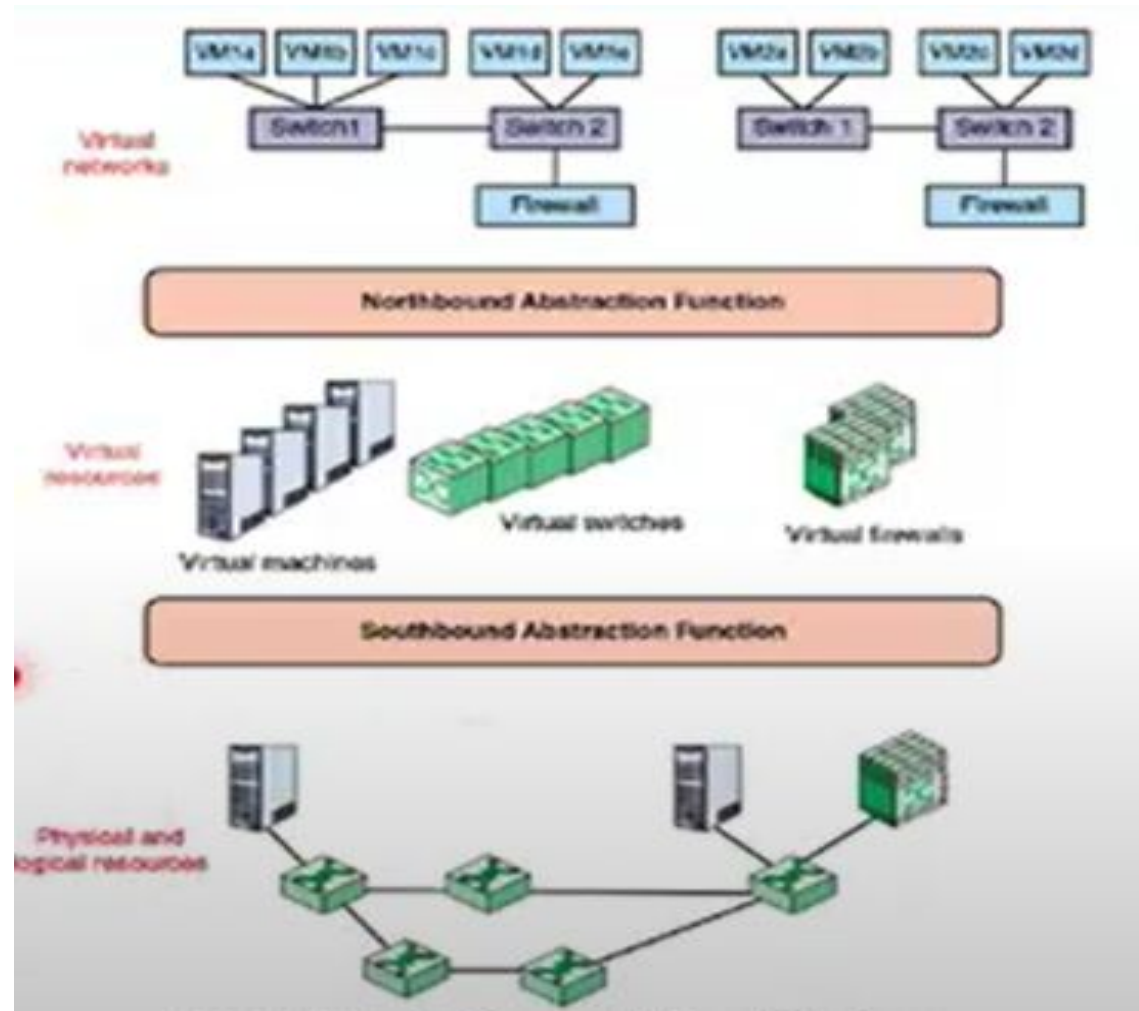 VM1a
VM1b
VM1c
VM1d
VM1e
VM2a
VM2b
VM2c
VM2d
Switch1
Switch 2
Switch 1
Switch 2
Virtual
networks
Firewall
Firewall
Northbound Abstraction Function
Virtual
resources
Virtual switches
Virtual firewalls
Virtual machines
Southbound Abstraction Function
Physical and
logical resources